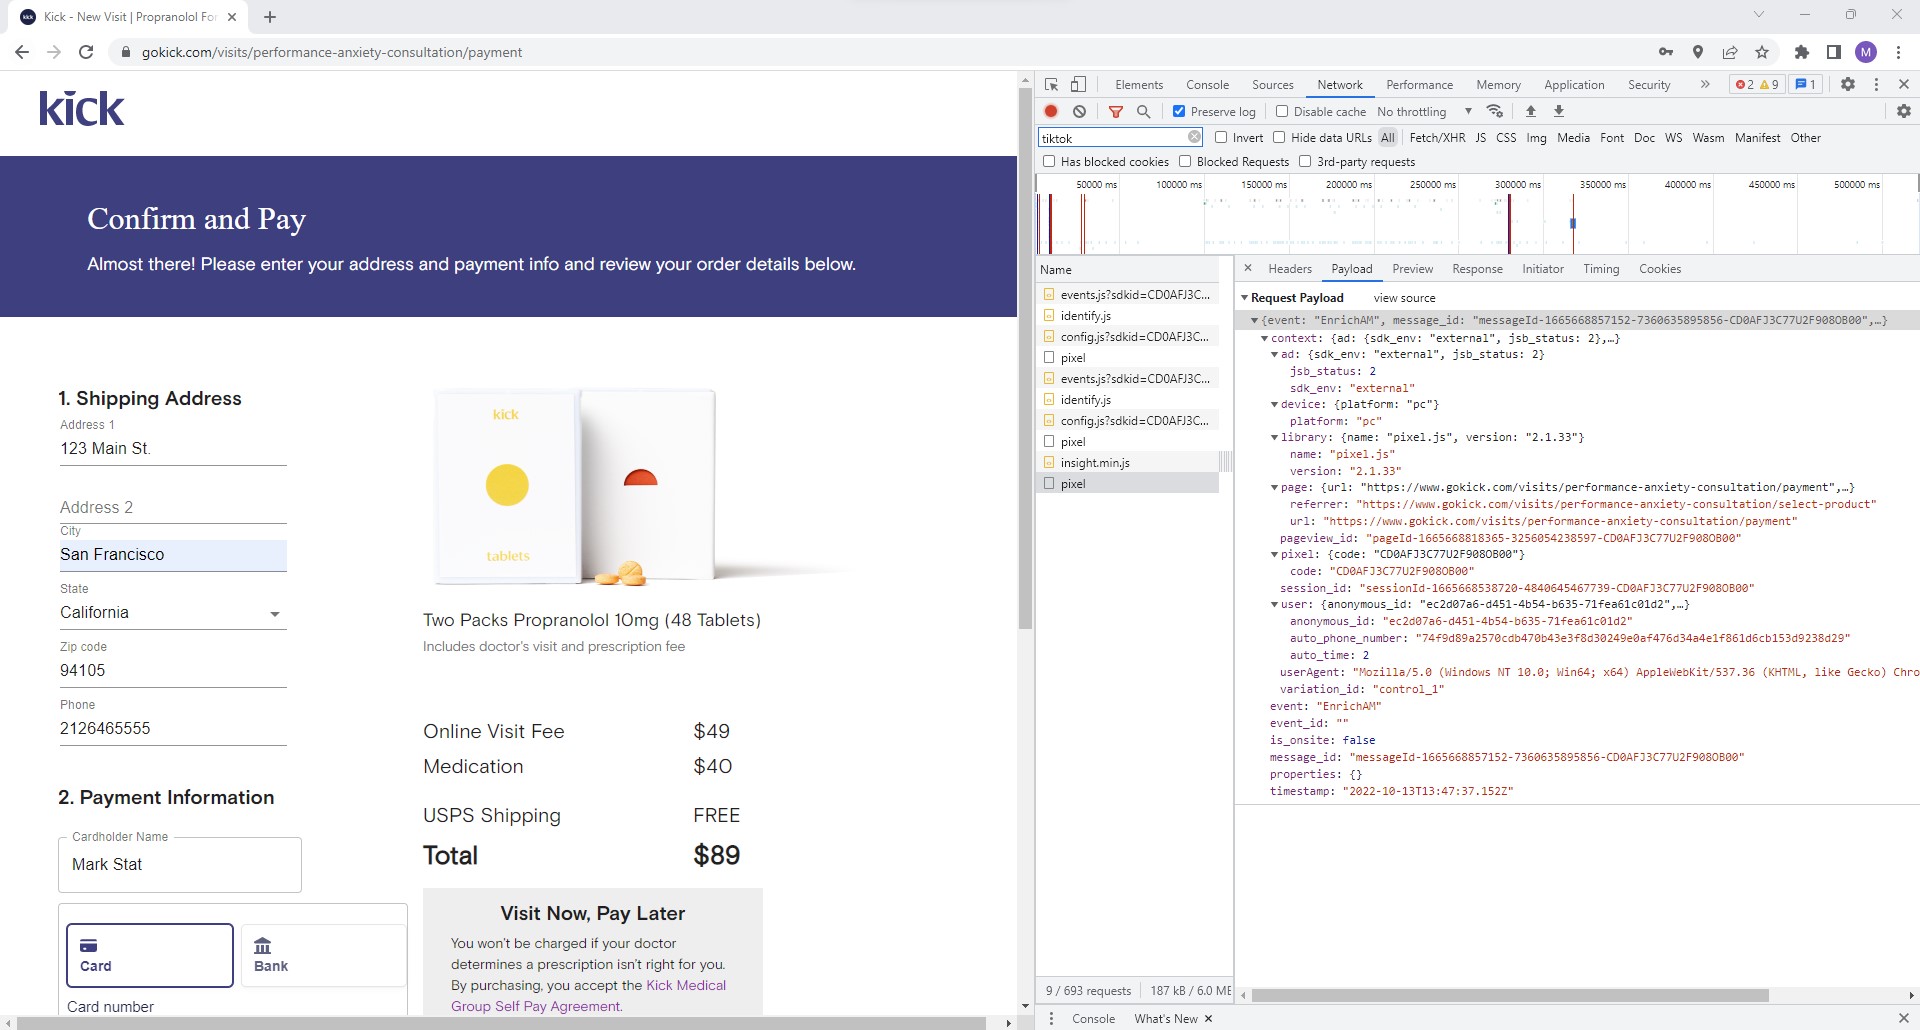 Kick - New Visit | Propranolol For
gokick.com/visits/performance-anxiety-consultation/payment
M
kick
Confirm and Pay
Almost there! Please enter your address and payment info and review your order details below.
1. Shipping Address
Address 1
123 Main St.
Address 2
City
San Francisco
State
California
Zip code
94105
Phone
2126465555
2. Payment Information
Cardholder Name
Mark Stat
Card
Bank
Card number
kick
tablets
Two Packs Propranolol 10mg (48 Tablets)
Includes doctor's visit and prescription fee
Online Visit Fee $49
Medication $40
USPS Shipping FREE
Total $89
Visit Now, Pay Later
You won't be charged if your doctor
determines a prescription isn't right for you.
By purchasing, you accept the Kick Medical
Group Self Pay Agreement.
Elements Console Sources Network Performance Memory Application Security » 2 9 1
Preserve log Disable cache No throttling
tiktok Invert Hide data URLs All Fetch/XHR JS CSS Img Media Font Doc WS Wasm Manifest Other
Has blocked cookies Blocked Requests 3rd-party requests
50000 ms 100000 ms 150000 ms 200000 ms 250000 ms 300000 ms 350000 ms 400000 ms 450000 ms 500000 ms
Name
events.js?sdkid=CD0AFJ3C...
identify.js
config.js?sdkid=CD0AFJ3C...
pixel
events.js?sdkid=CD0AFJ3C...
identify.js
config.js?sdkid=CD0AFJ3C...
pixel
insight.min.js
pixel
9 / 693 requests 187 kB / 6.0 ME
Headers Payload Preview Response Initiator Timing Cookies
Request Payload view source
{event: "EnrichAM", message_id: "messageId-1665668857152-7360635895856-CD0AFJ3C77U2F908OB00",…}
context: {ad: {sdk_env: "external", jsb_status: 2},…}
ad: {sdk_env: "external", jsb_status: 2}
jsb_status: 2
sdk_env: "external"
device: {platform: "pc"}
platform: "pc"
library: {name: "pixel.js", version: "2.1.33"}
name: "pixel.js"
version: "2.1.33"
page: {url: "https://www.gokick.com/visits/performance-anxiety-consultation/payment",…}
referrer: "https://www.gokick.com/visits/performance-anxiety-consultation/select-product"
url: "https://www.gokick.com/visits/performance-anxiety-consultation/payment"
pageview_id: "pageId-1665668818365-3256054238597-CD0AFJ3C77U2F908OB00"
pixel: {code: "CD0AFJ3C77U2F908OB00"}
code: "CD0AFJ3C77U2F908OB00"
session_id: "sessionId-1665668538720-4840645467739-CD0AFJ3C77U2F908OB00"
user: {anonymous_id: "ec2d07a6-d451-4b54-b635-71fea61c01d2",…}
anonymous_id: "ec2d07a6-d451-4b54-b635-71fea61c01d2"
auto_phone_number: "74f9d89a2570cdb470b43e3f8d30249e0af476d34a4e1f861d6cb153d9238d29"
auto_time: 2
userAgent: "Mozilla/5.0 (Windows NT 10.0; Win64; x64) AppleWebKit/537.36 (KHTML, like Gecko) Chro
variation_id: "control_1"
event: "EnrichAM"
event_id: ""
is_onsite: false
message_id: "messageId-1665668857152-7360635895856-CD0AFJ3C77U2F908OB00"
properties: {}
timestamp: "2022-10-13T13:47:37.152Z"
Console What's New